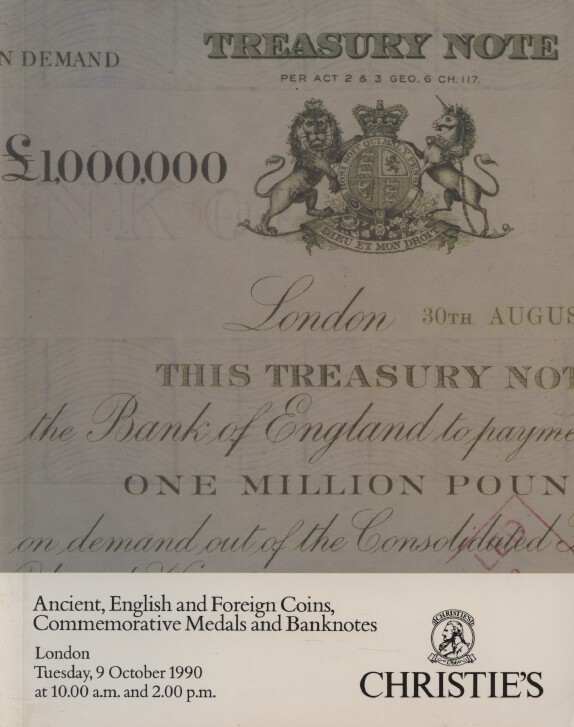 N DEMAND
TREASURY NOTE
PER ACT 2 & 3 GEO. 6 CH. 117.
£1,000,000
DIEU ET MON DROIT
London 30TH AUGUS
THIS TREASURY NOT
the Bank of England to payme
ONE MILLION POUN
on demand out of the Consolidated
Ancient, English and Foreign Coins,
Commemorative Medals and Banknotes
London
Tuesday, 9 October 1990
at 10.00 a.m. and 2.00 p.m.
CHRISTIE'S